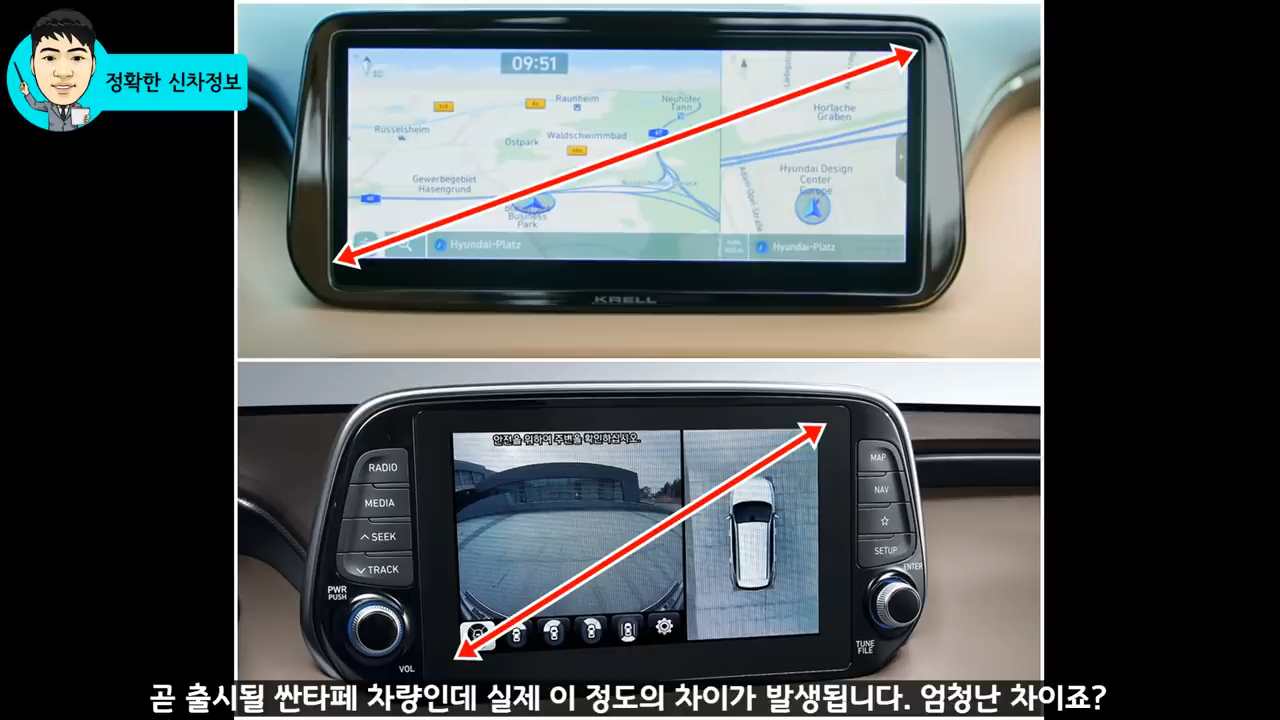 정확한 신차정보
09:51
Raunheim
Neuhofer
Tann
Russelsheim
Ostpark
Waldschwimmbad
Horlache
Graben
Gewerbegebiet
Hasengrund
Hyundai Design
Center
Europe
Business
Park
Adam-Opel-Straße
Hyundai-Platz
Hyundai-Platz
KRELL
안전을 위하여 주변을 확인하십시오.
RADIO
MEDIA
SEEK
TRACK
PWR
PUSH
VOL
MAP
NAV
SETUP
ENTER
TUNE
FILE
곧 출시될 싼타페 차량인데 실제 이 정도의 차이가 발생됩니다. 엄청난 차이죠?